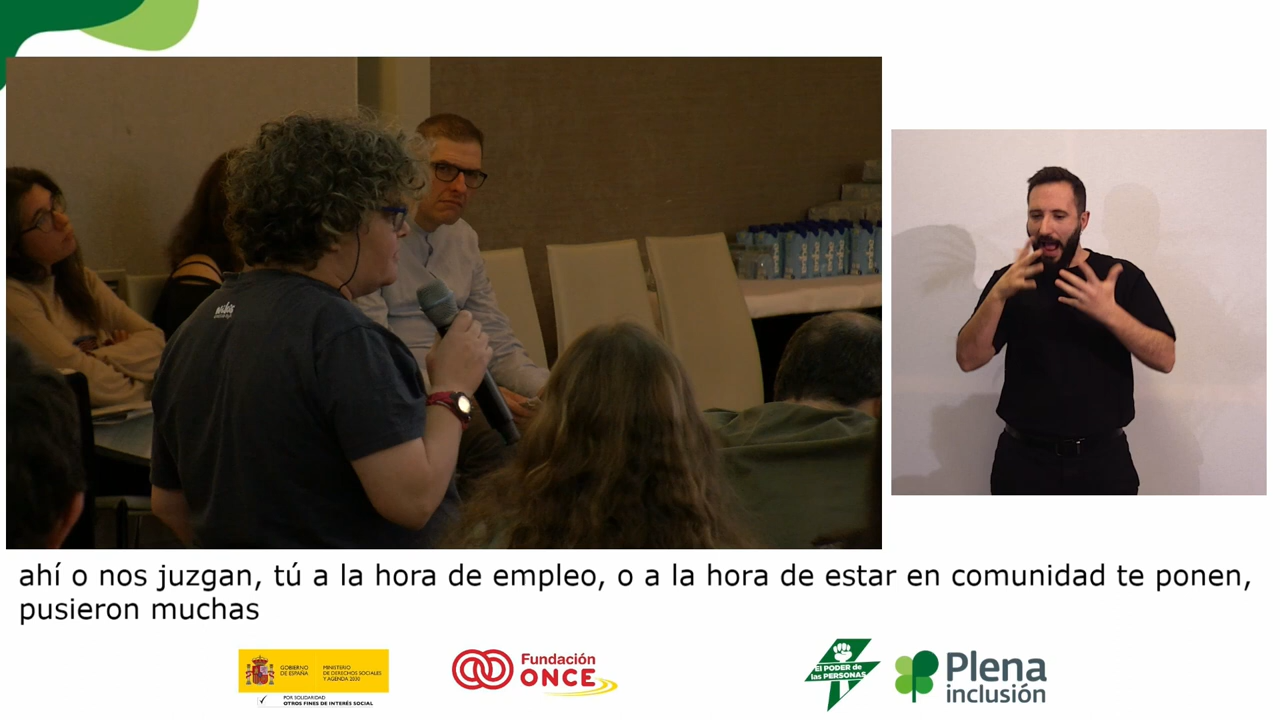 ahí o nos juzgan, tú a la hora de empleo, o a la hora de estar en comunidad te ponen,
pusieron muchas
GOBIERNO
DE ESPAÑA
MINISTERIO
DE DERECHOS SOCIALES
Y AGENDA 2030
POR SOLIDARIDAD
OTROS FINES DE INTERÉS SOCIAL
Fundación
ONCE
El PODER de
las PERSONAS
Plena
inclusión